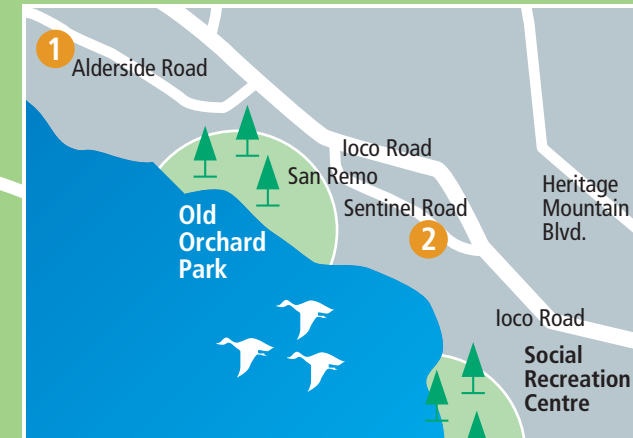 1
Alderside Road
Ioco Road
San Remo
Sentinel Road
2
Heritage
Mountain
Blvd.
Old
Orchard
Park
Ioco Road
Social
Recreation
Centre